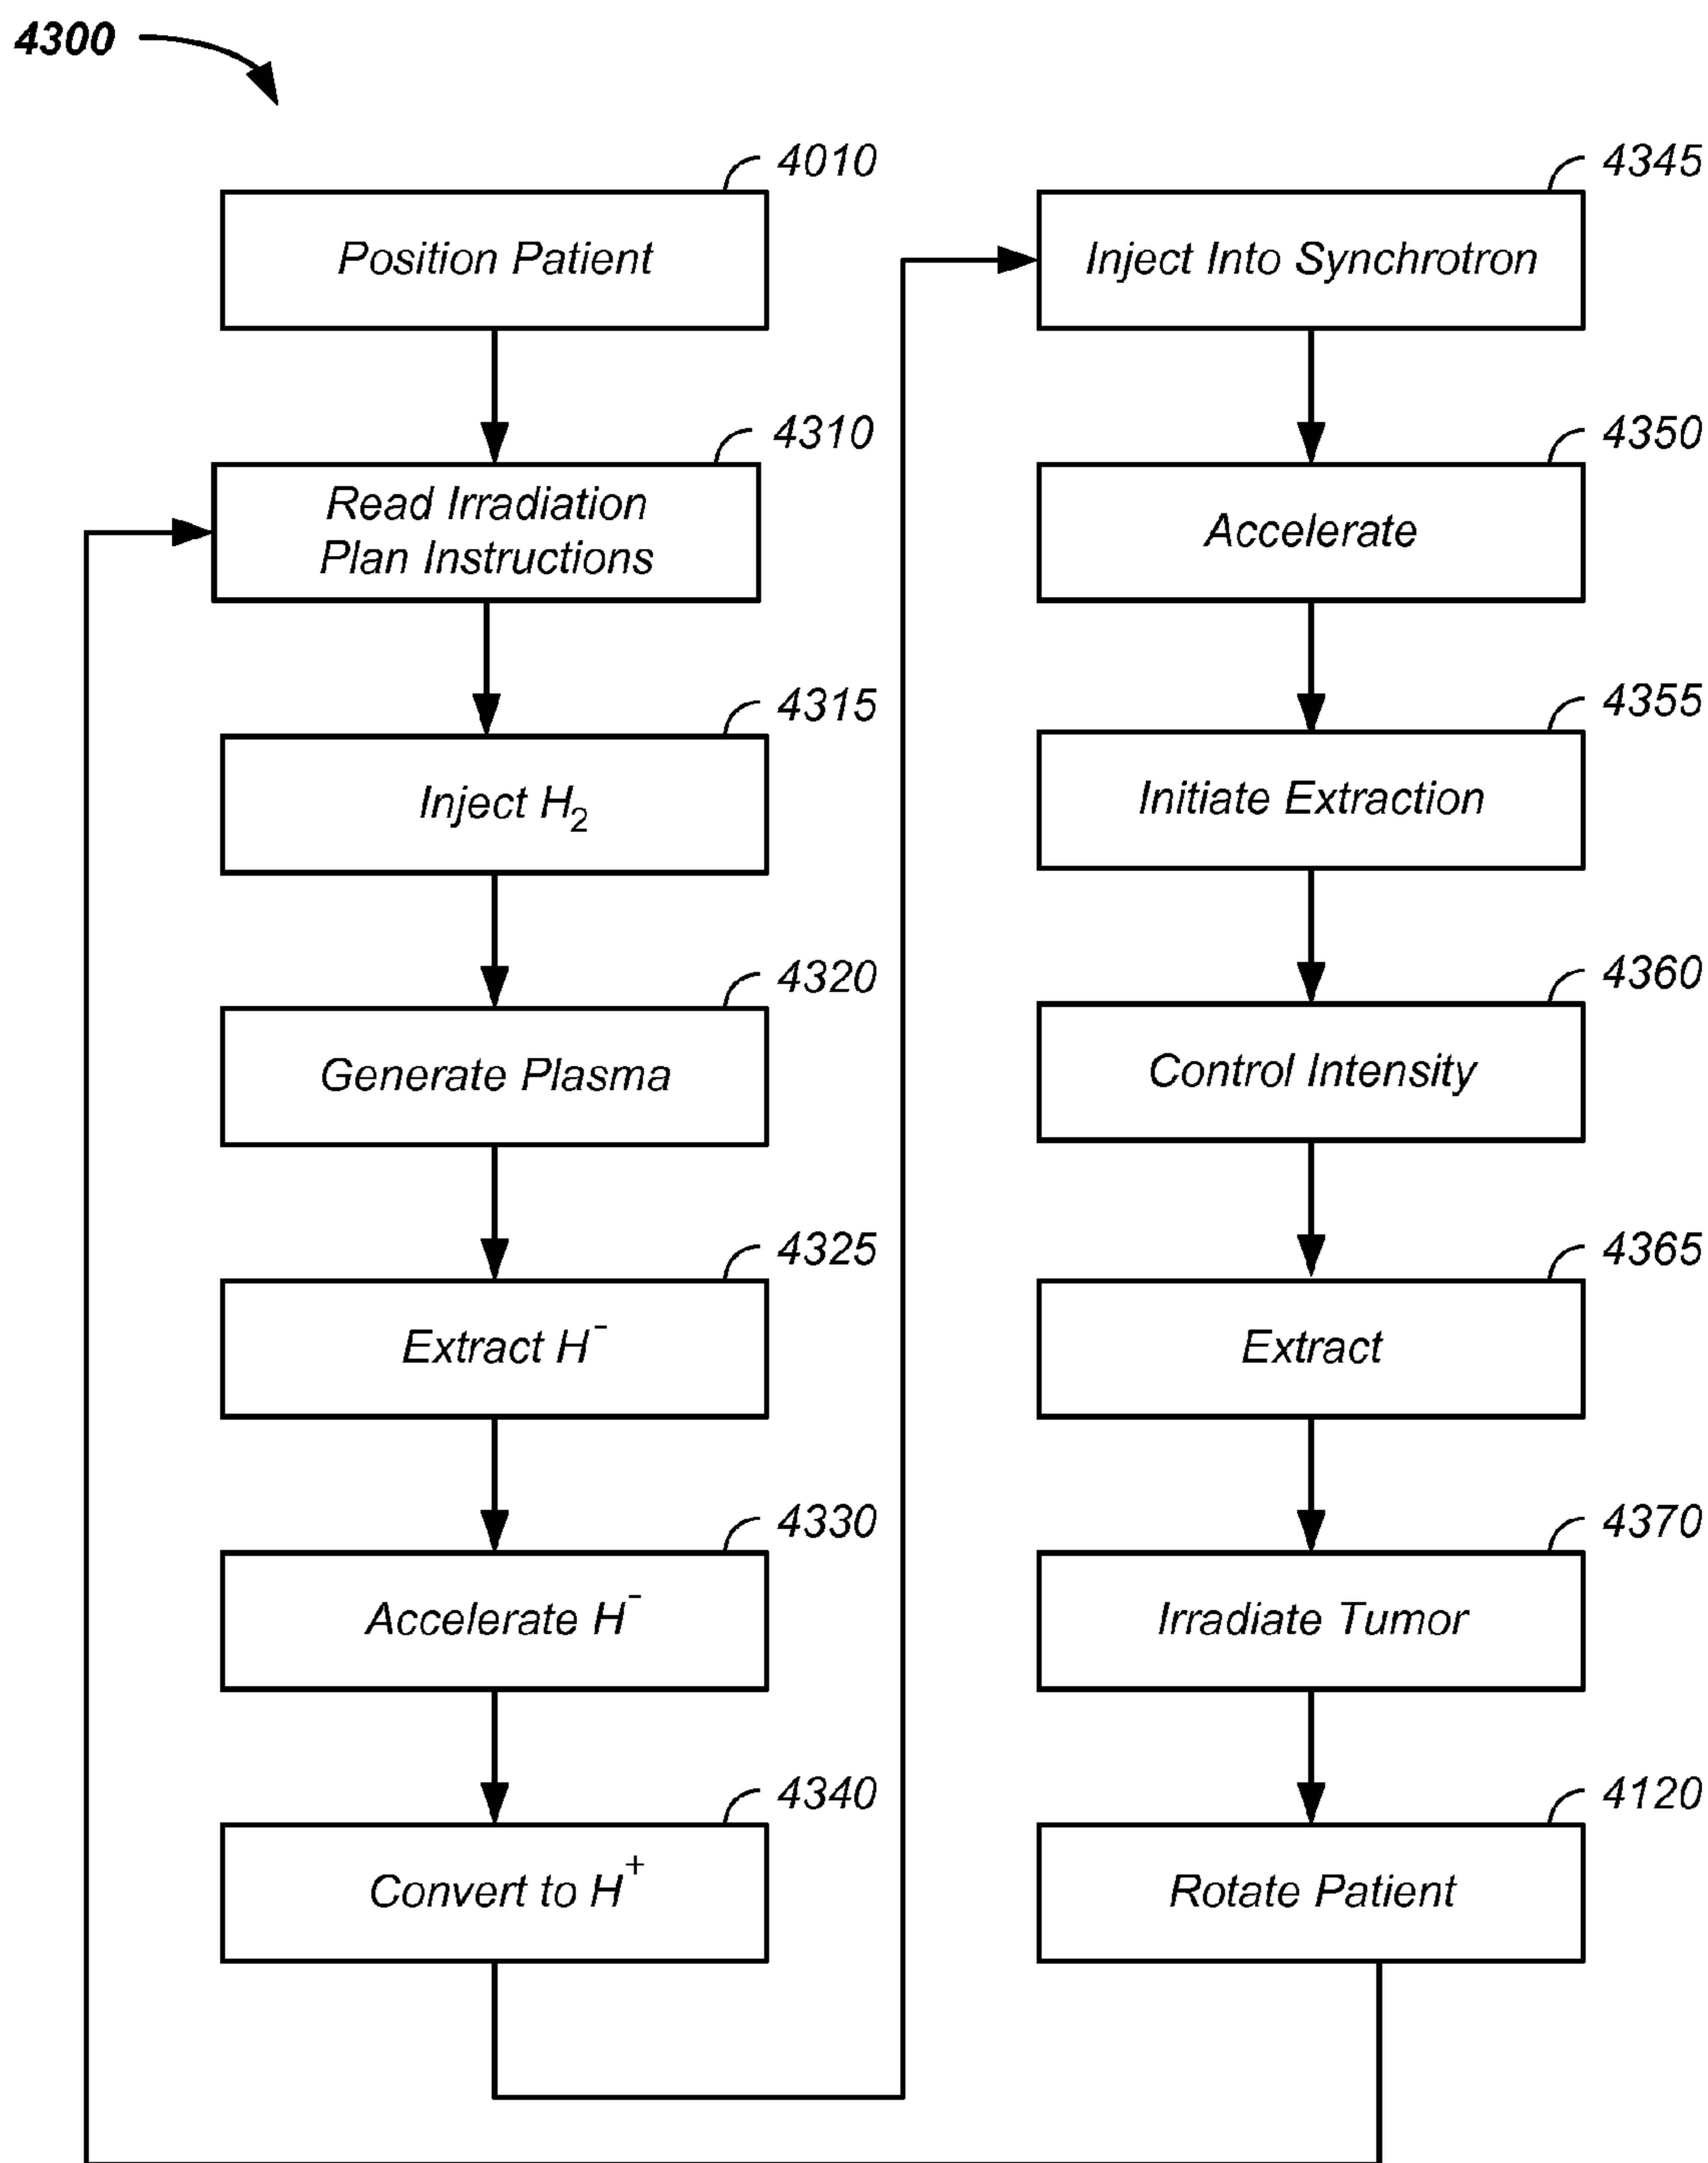 4300
4010
Position Patient
4310
Read Irradiation
Plan Instructions
4315
Inject H₂
4320
Generate Plasma
4325
Extract H⁻
4330
Accelerate H⁻
4340
Convert to H⁺
4345
Inject Into Synchrotron
4350
Accelerate
4355
Initiate Extraction
4360
Control Intensity
4365
Extract
4370
Irradiate Tumor
4120
Rotate Patient